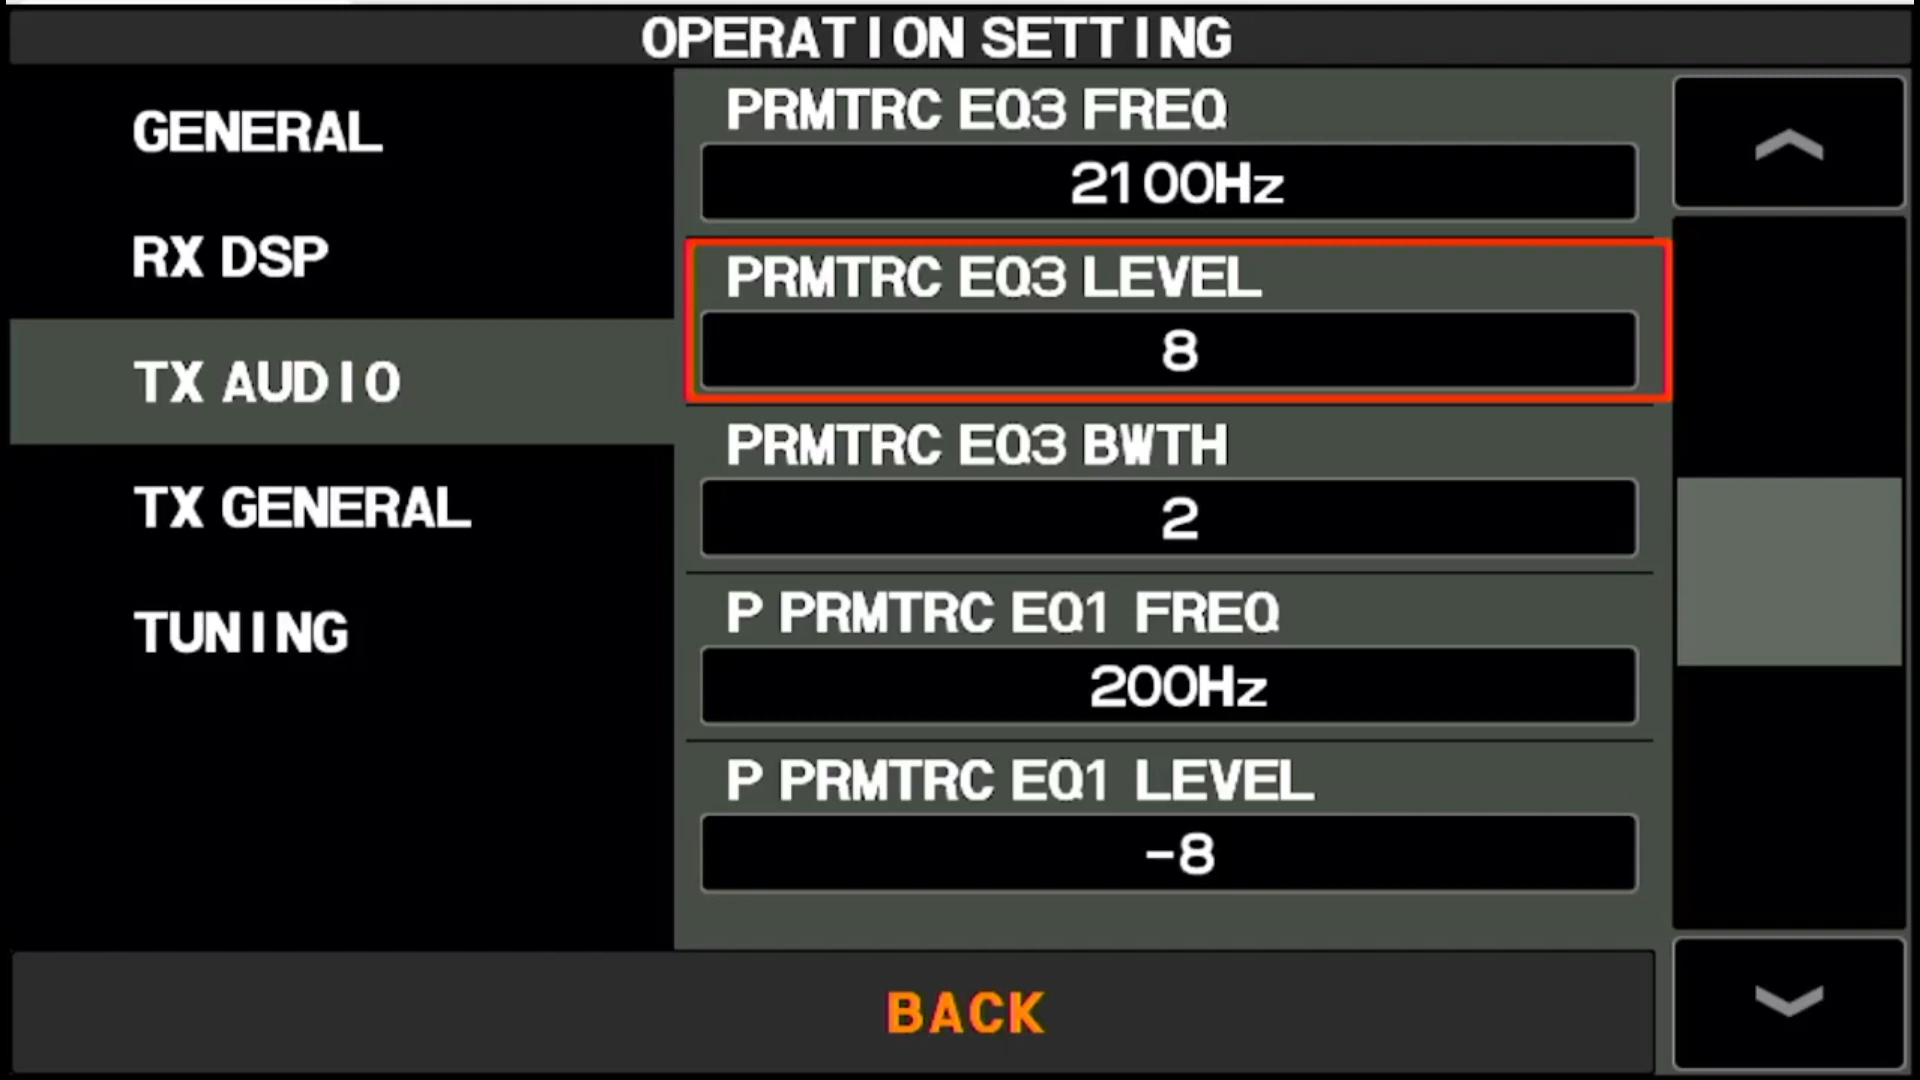 OPERATION SETTING
GENERAL
RX DSP
TX AUDIO
TX GENERAL
TUNING
PRMTRC EQ3 FREQ
2100Hz
PRMTRC EQ3 LEVEL
8
PRMTRC EQ3 BWTH
2
P PRMTRC EQ1 FREQ
200Hz
P PRMTRC EQ1 LEVEL
-8
BACK